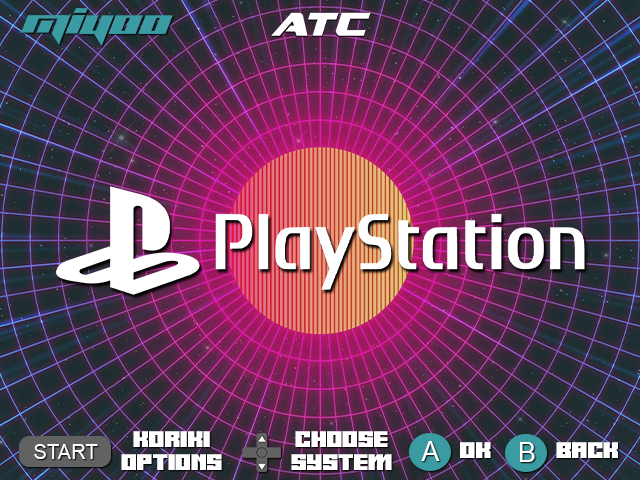 miyoo
ATC
PlayStation
START
KORIKI
OPTIONS
CHOOSE
SYSTEM
A
OK
B
BACK